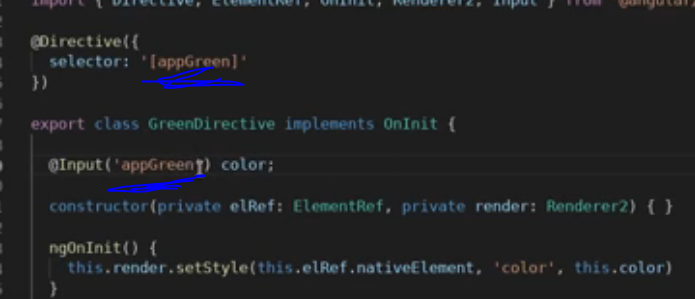 import { Directive, ElementRef, OnInit, Renderer2, Input } from '@angular/
@Directive({
selector: '[appGreen]'
})
export class GreenDirective implements OnInit {
@Input('appGreen') color;
constructor(private elRef: ElementRef, private render: Renderer2) { }
ngOnInit() {
this.render.setStyle(this.elRef.nativeElement, 'color', this.color)
}